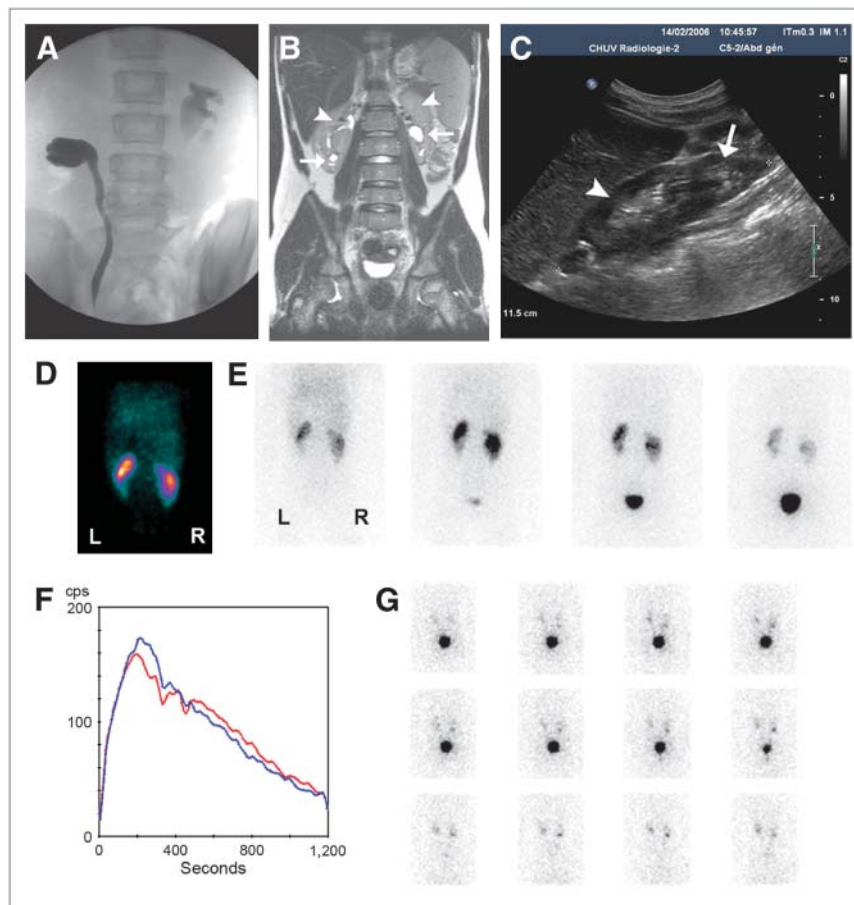 A
B
C
14/02/2006 10:45:57 ITm0.3 IM 1.1
CHUV Radiologie-2 C5-2/Abd gén
C2
0
5
10
11.5 cm
D
L R
E
L R
F
cps
200
100
0
0 400 800 1,200
Seconds
G